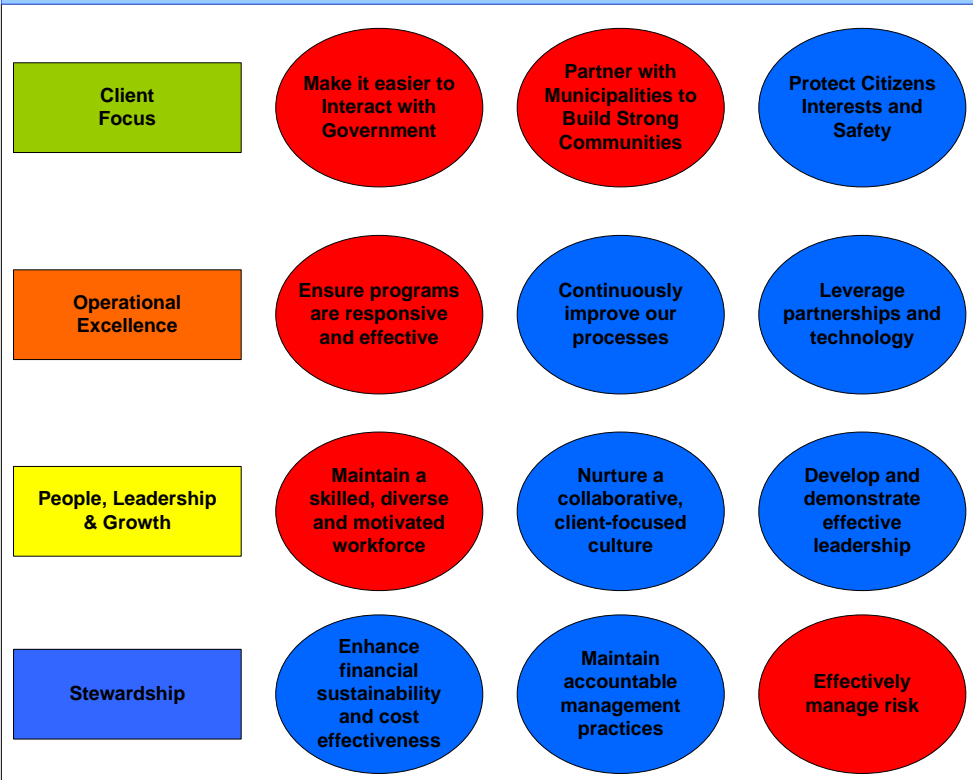 Client
Focus
Make it easier to
Interact with
Government
Partner with
Municipalities to
Build Strong
Communities
Protect Citizens
Interests and
Safety
Operational
Excellence
Ensure programs
are responsive
and effective
Continuously
improve our
processes
Leverage
partnerships and
technology
People, Leadership
& Growth
Maintain a
skilled, diverse
and motivated
workforce
Nurture a
collaborative,
client-focused
culture
Develop and
demonstrate
effective
leadership
Stewardship
Enhance
financial
sustainability
and cost
effectiveness
Maintain
accountable
management
practices
Effectively
manage risk